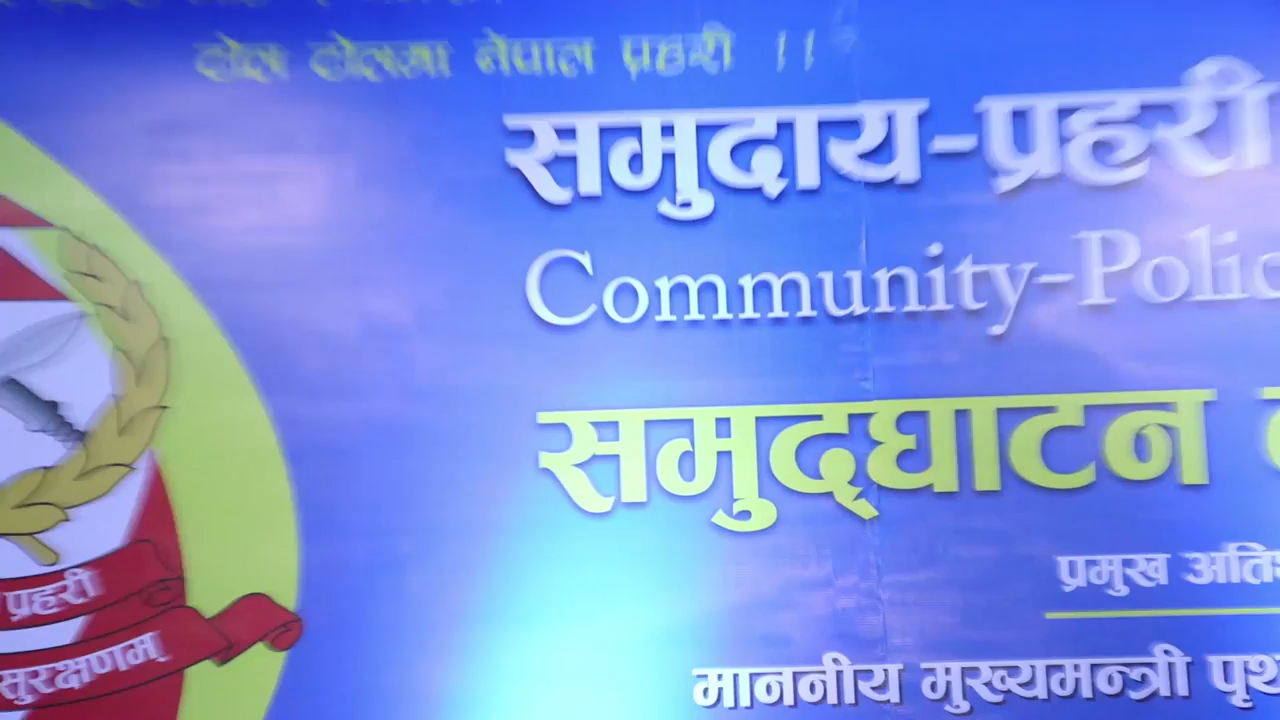 टोल टोलमा नेपाल प्रहरी ।।
समुदाय-प्रहरी
Community-Polic
समुद्घाटन
प्रमुख अति
माननीय मुख्यमन्त्री पृथ
प्रहरी
सुरक्षणम्